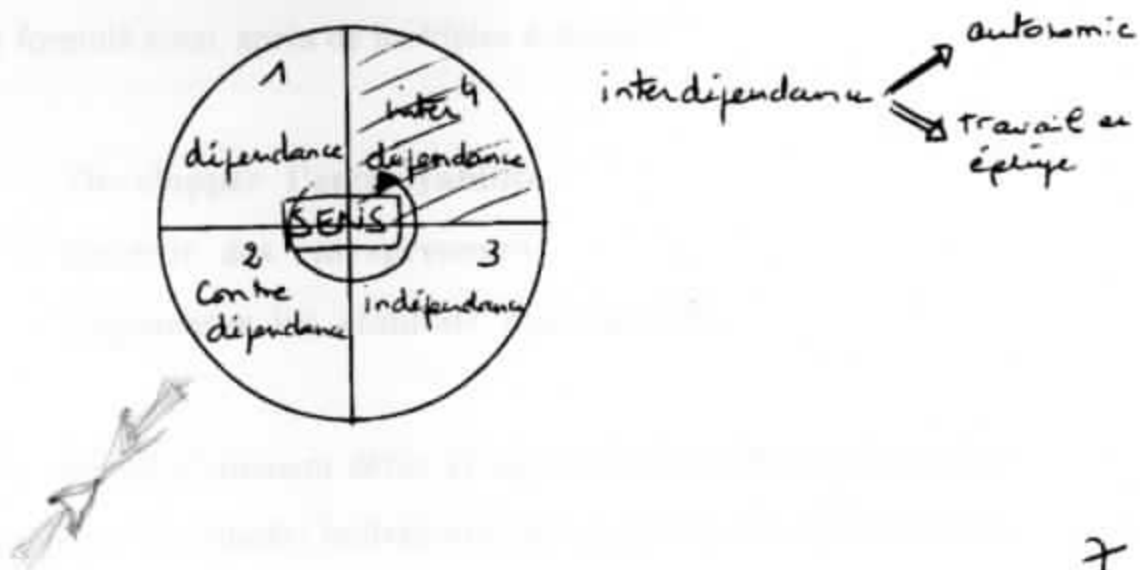 1
dépendance
4
inter
dépendance
SENS
2
contre
dépendance
3
indépendance
interdépendance
autonomie
travail en
équipe
7